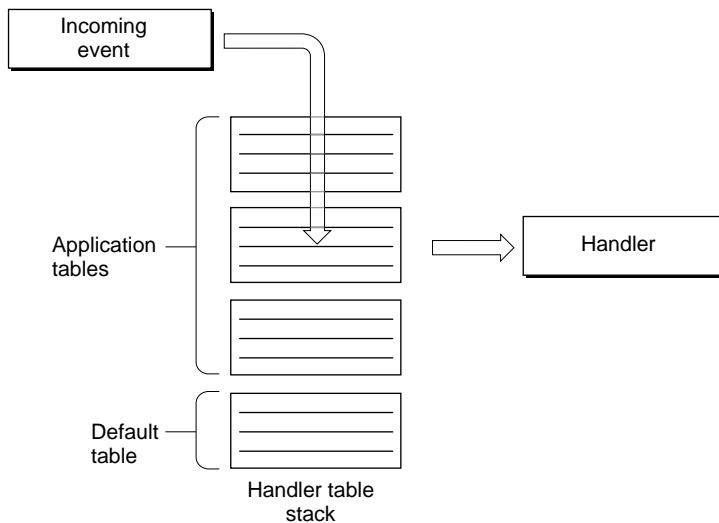 Incoming
event
Application
tables
Handler
Default
table
Handler table
stack